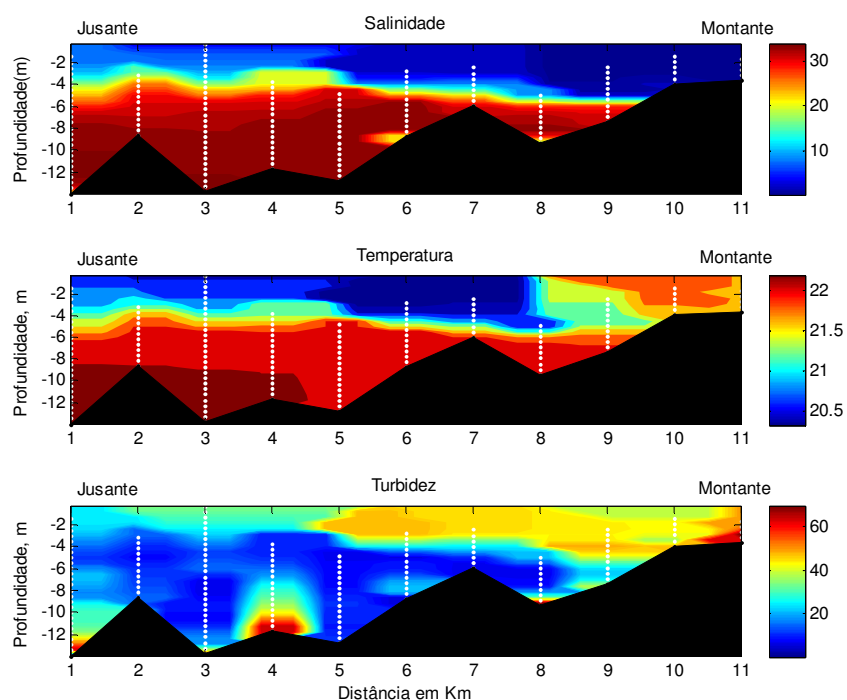 Jusante Salinidade Montante
Profundidade(m)
-2
-4
-6
-8
-10
-12
1 2 3 4 5 6 7 8 9 10 11
30
20
10
Jusante Temperatura Montante
Profundidade, m
-2
-4
-6
-8
-10
-12
1 2 3 4 5 6 7 8 9 10 11
22
21.5
21
20.5
Jusante Turbidez Montante
Profundidade, m
-2
-4
-6
-8
-10
-12
1 2 3 4 5 6 7 8 9 10 11
60
40
20
Distância em Km